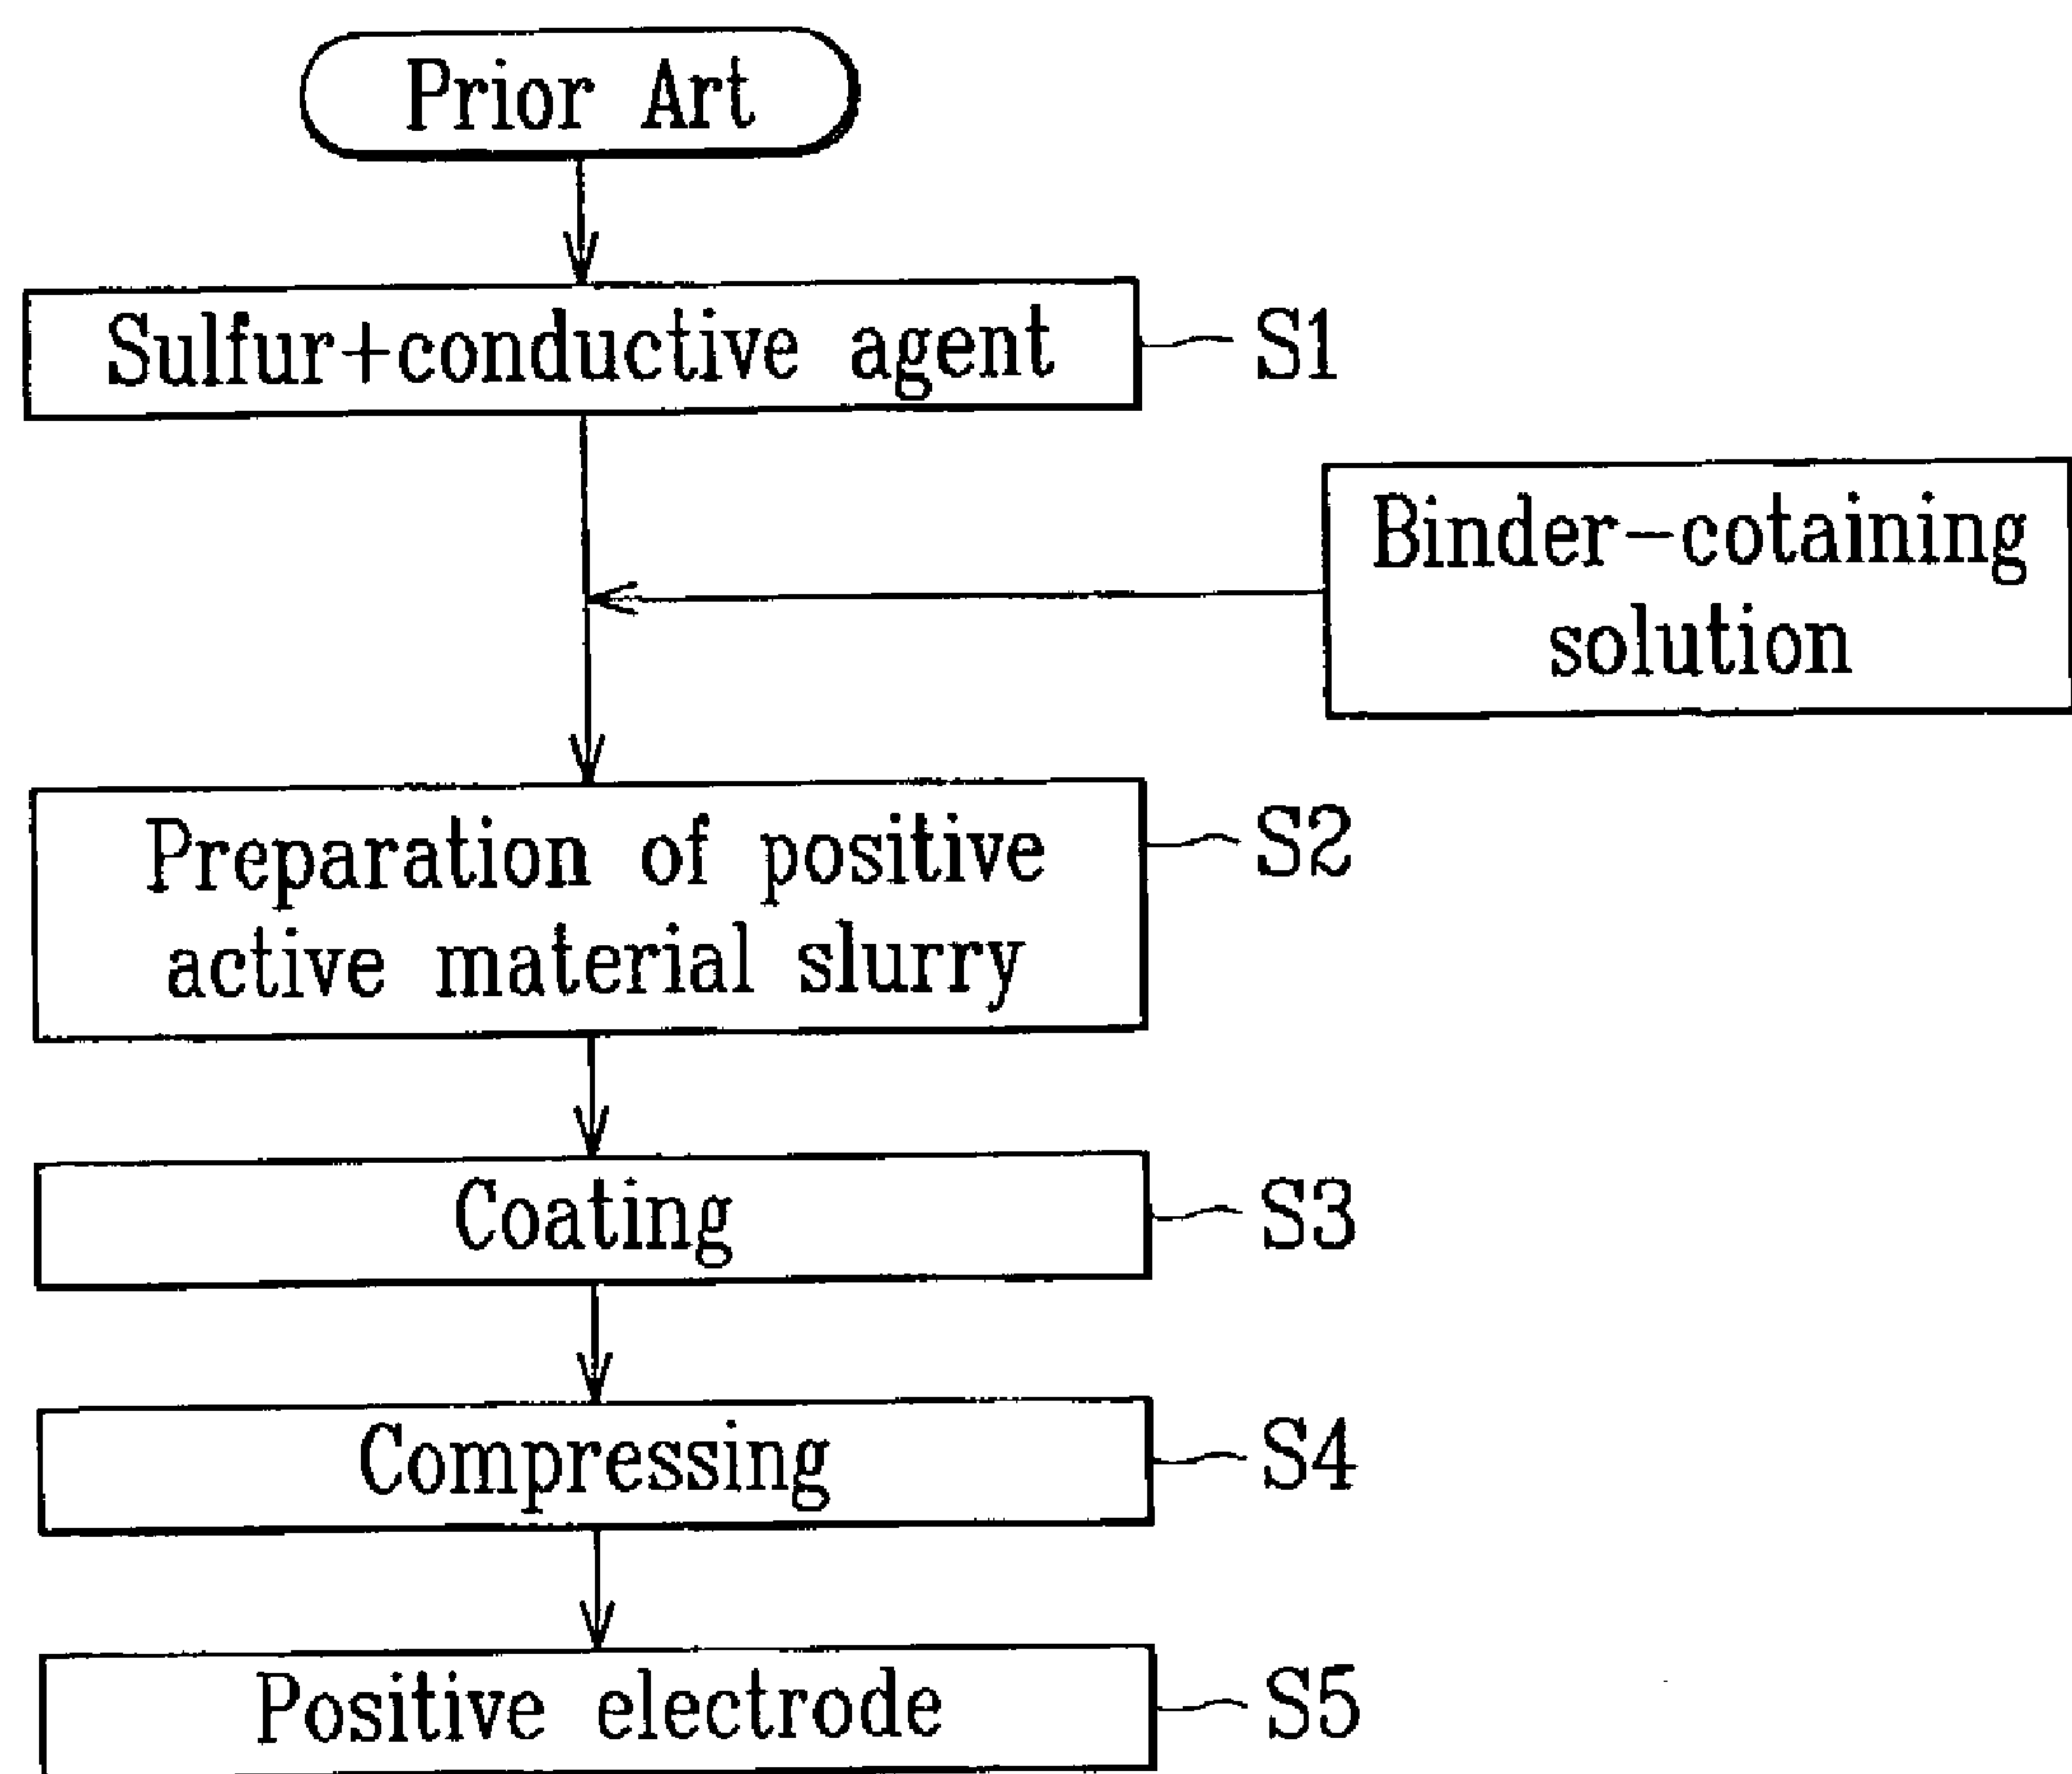 Prior Art
Sulfur+conductive agent
S1
Binder-cotaining
solution
Preparation of positive
active material slurry
S2
Coating
S3
Compressing
S4
Positive electrode
S5